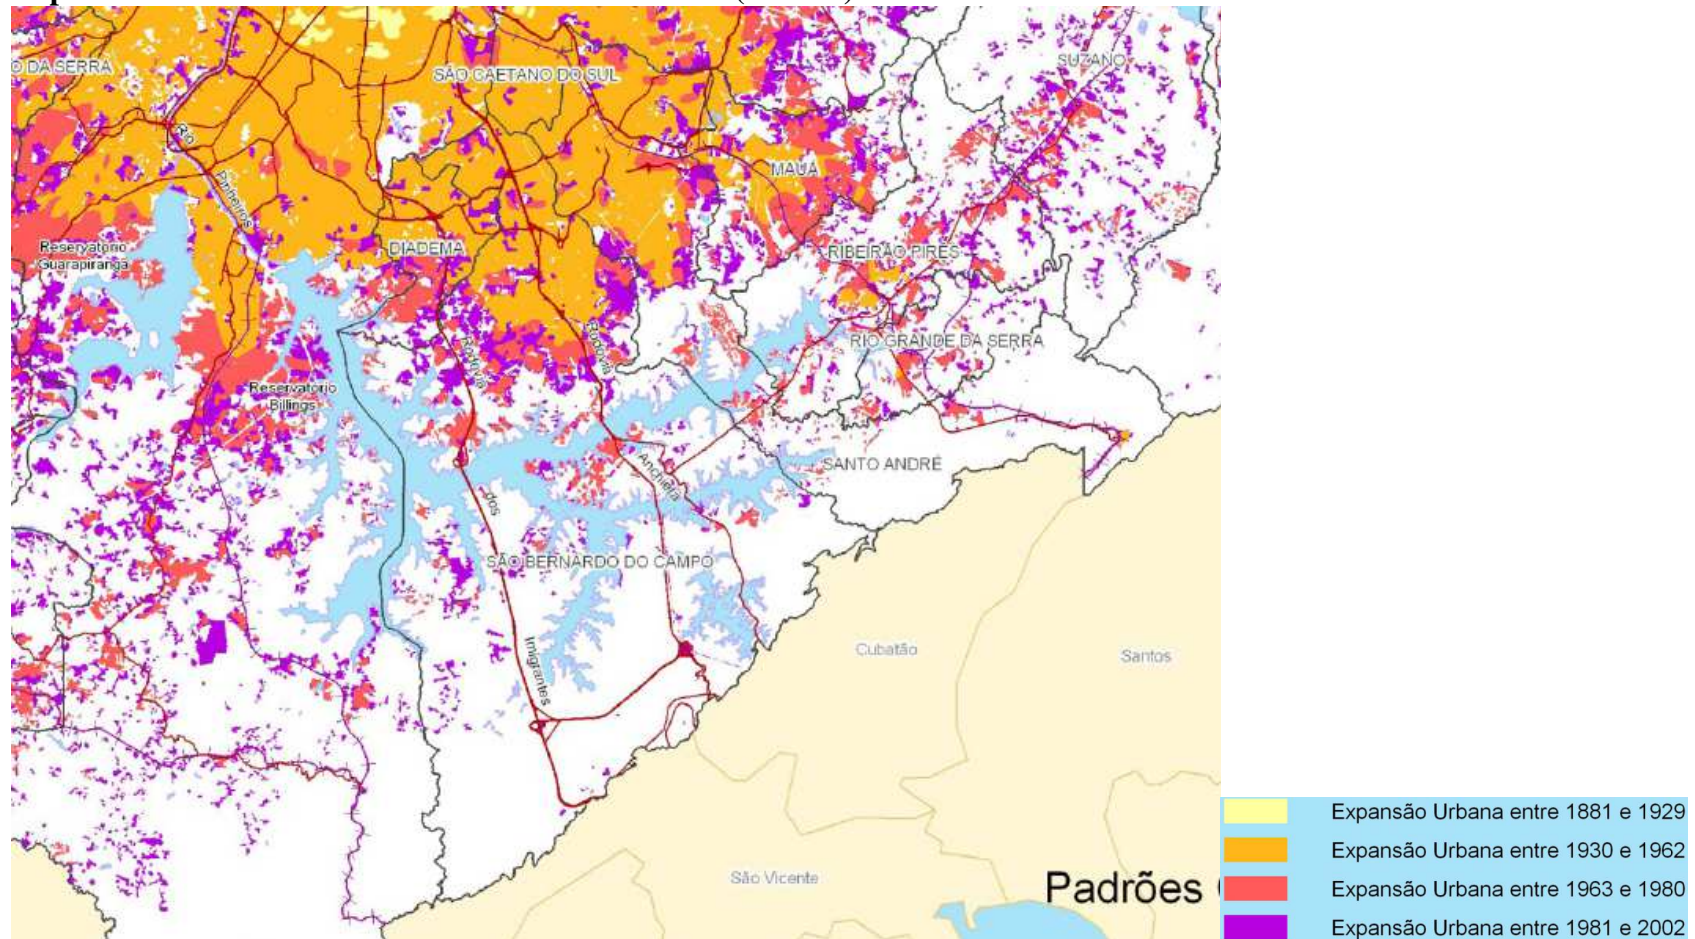 O DA SERRA
SUZANO
SÃO CAETANO DO SUL
Rio
MAUÁ
Pinheiros
Reservatorio
Guarapiranga
DIADEMA
RIBEIRÃO PIRES
Rodovia
Rodovia
RIO GRANDE DA SERRA
Reservatorio
Billings
Anchieta
SANTO ANDRÉ
dos
SÃO BERNARDO DO CAMPO
Imigrantes
Cubatão
Santos
São Vicente
Padrões
Expansão Urbana entre 1881 e 1929
Expansão Urbana entre 1930 e 1962
Expansão Urbana entre 1963 e 1980
Expansão Urbana entre 1981 e 2002